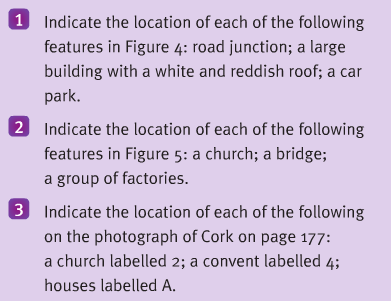 1 Indicate the location of each of the following
features in Figure 4: road junction; a large
building with a white and reddish roof; a car
park.
2 Indicate the location of each of the following
features in Figure 5: a church; a bridge;
a group of factories.
3 Indicate the location of each of the following
on the photograph of Cork on page 177:
a church labelled 2; a convent labelled 4;
houses labelled A.